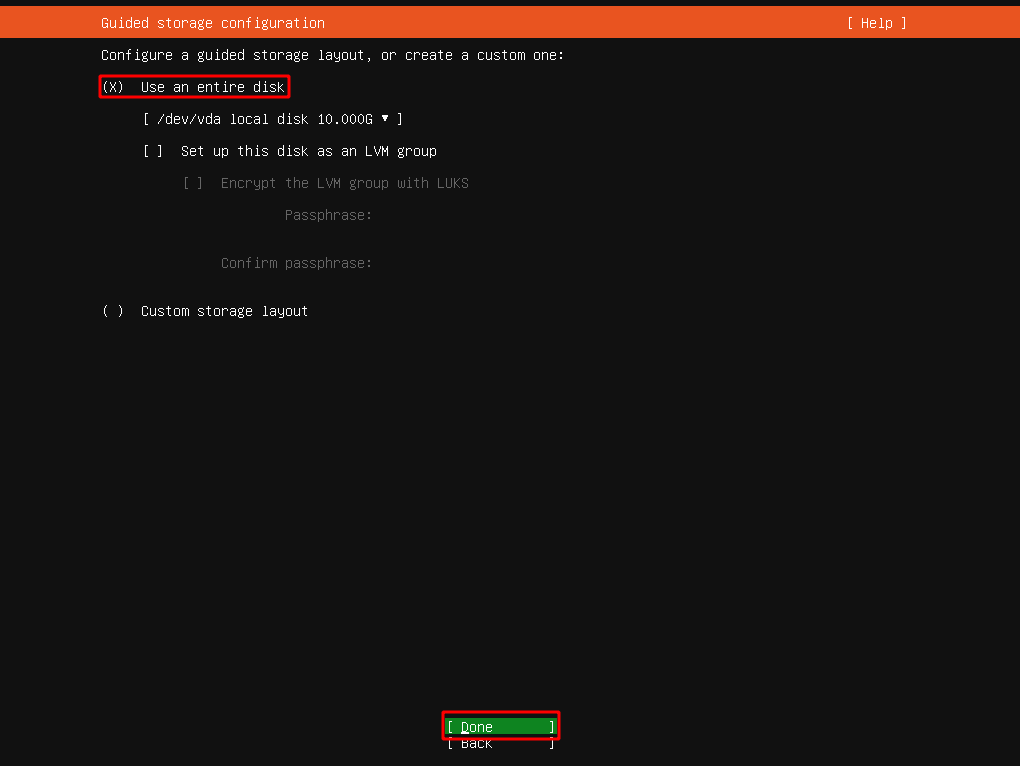 Guided storage configuration [ Help ]
Configure a guided storage layout, or create a custom one:
(X) Use an entire disk
[ /dev/vda local disk 10.000G ▾ ]
[ ] Set up this disk as an LVM group
[ ] Encrypt the LVM group with LUKS
Passphrase:
Confirm passphrase:
( ) Custom storage layout
[ Done ]
[ Back ]